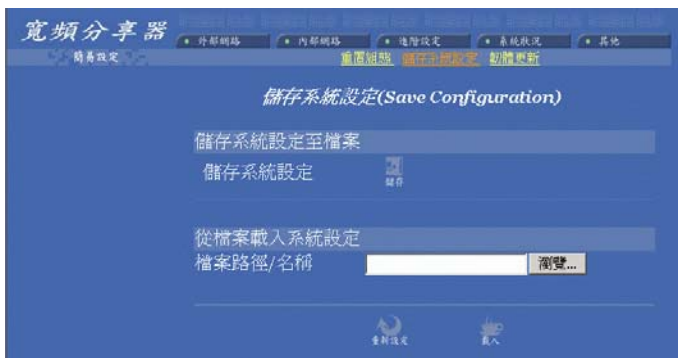 寬頻分享器
• 外部網路 • 內部網路 • 進階設定 • 系統狀況 • 其他
簡易設定
重置組態 儲存系統設定 韌體更新
儲存系統設定(Save Configuration)
儲存系統設定至檔案
儲存系統設定
儲存
從檔案載入系統設定
檔案路徑/名稱 瀏覽...
重新設定 載入